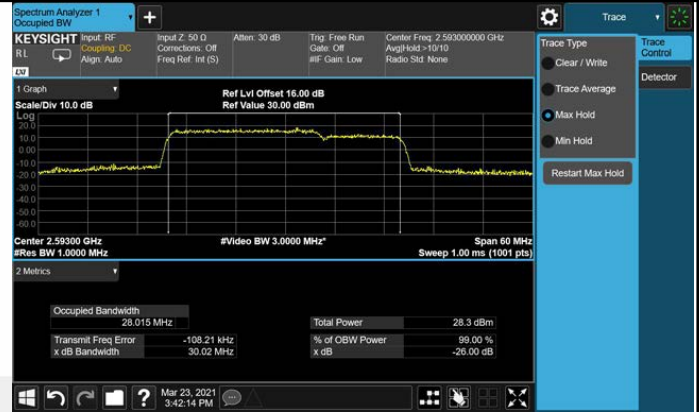 Spectrum Analyzer 1
Occupied BW
+
Trace
KEYSIGHT Input: RF Input Z: 50 Ω Atten: 30 dB Trig: Free Run Center Freq: 2.593000000 GHz
RL Coupling: DC Corrections: Off Gate: Off Avg|Hold:>10/10
Align: Auto Freq Ref: Int (S) #IF Gain: Low Radio Std: None
LXI
Trace Type
Clear / Write
Trace Average
Max Hold
Min Hold
Restart Max Hold
Trace Control
Detector
1 Graph
Ref Lvl Offset 16.00 dB
Scale/Div 10.0 dB Ref Value 30.00 dBm
Log
20.0
10.0
0.00
-10.0
-20.0
-30.0
-40.0
-50.0
-60.0
Center 2.59300 GHz #Video BW 3.0000 MHz* Span 60 MHz
#Res BW 1.0000 MHz Sweep 1.00 ms (1001 pts)
2 Metrics
Occupied Bandwidth
28.015 MHz Total Power 28.3 dBm
Transmit Freq Error -108.21 kHz % of OBW Power 99.00 %
x dB Bandwidth 30.02 MHz x dB -26.00 dB
?
Mar 23, 2021
3:42:14 PM